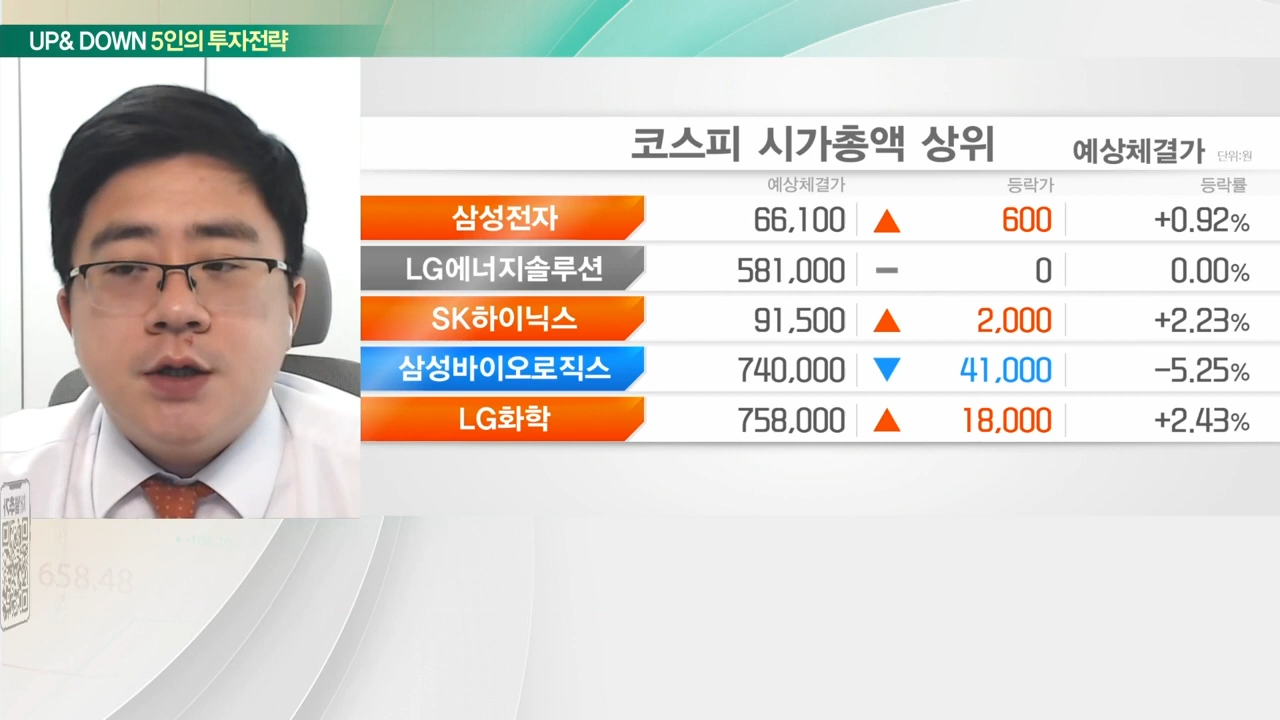 UP& DOWN 5인의 투자전략
코스피 시가총액 상위 예상체결가 단위:원
예상체결가 등락가 등락률
삼성전자 66,100 ▲ 600 +0.92%
LG에너지솔루션 581,000 － 0 0.00%
SK하이닉스 91,500 ▲ 2,000 +2.23%
삼성바이오로직스 740,000 ▼ 41,000 -5.25%
LG화학 758,000 ▲ 18,000 +2.43%
658.48